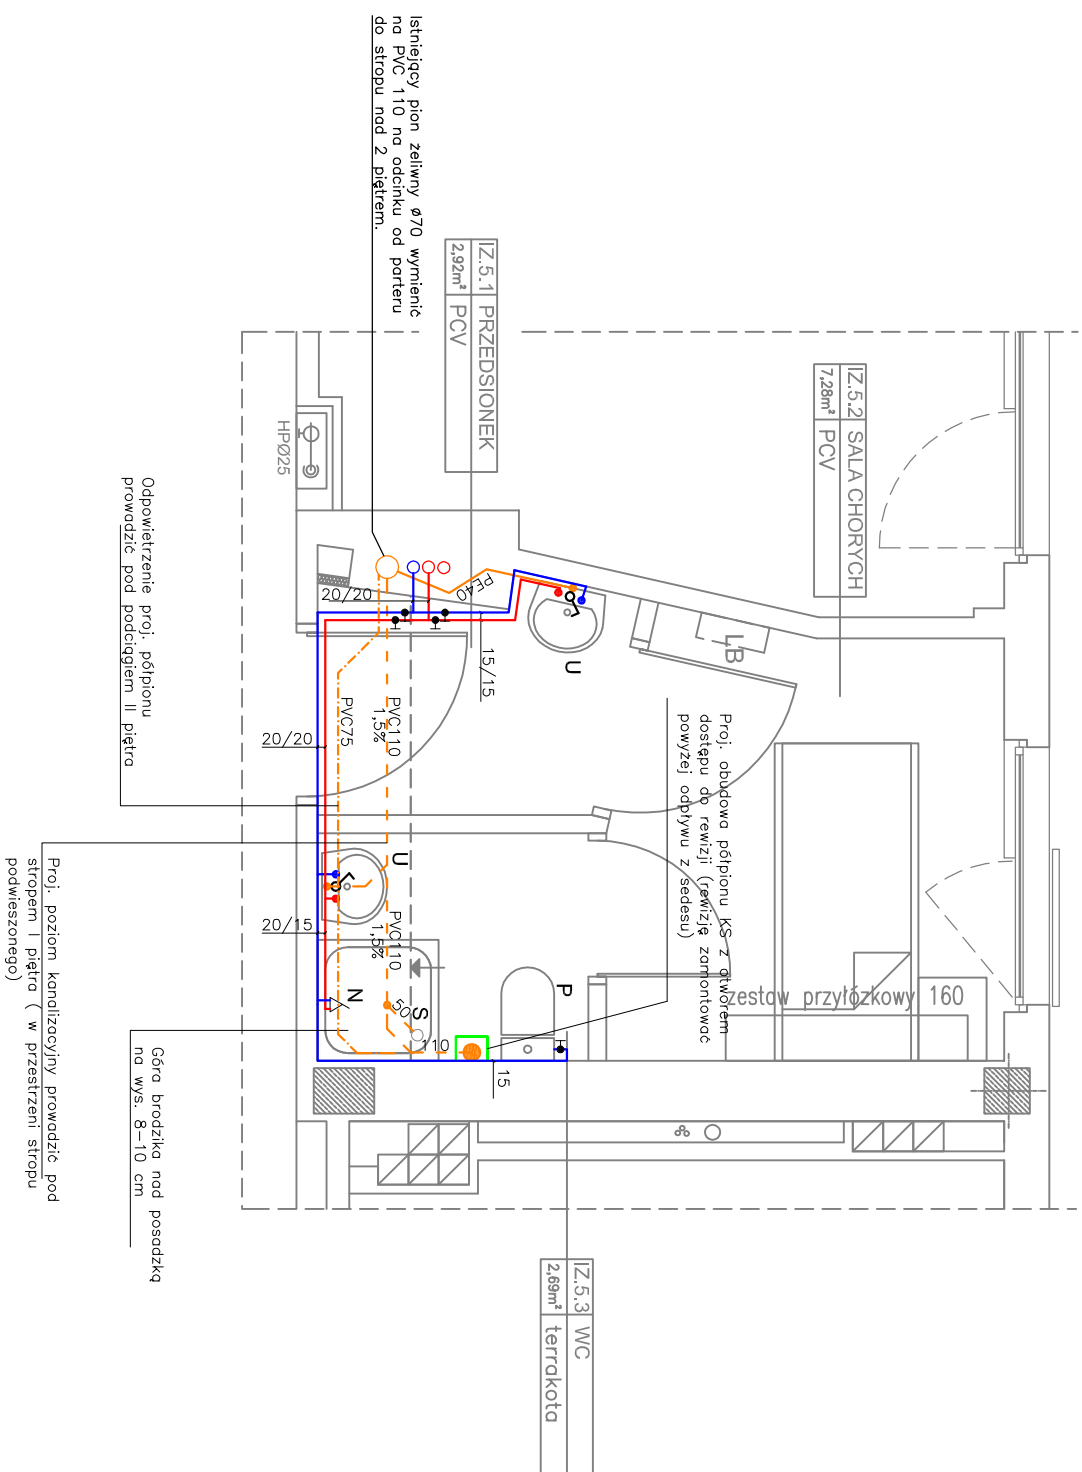 Istniejący pion żeliwny ø70 wymienić
na PVC 110 na odcinku od parteru
do stropu nad 2 piętrem.
IZ.5.1 PRZEDSIONEK
2,92m² PCV
IZ.5.2 SALA CHORYCH
7,28m² PCV
HPØ25
Odpowietrzenie proj. półpionu
prowadzić pod podciągiem II piętra
20/20
PE40
15/15
U
LB
Proj. obudowa półpionu KS z otworem
dostępu do rewizji (rewizję zamontować
powyżej odpływu z sedesu)
PVC110
1,5%
PVC75
20/20
U
PVC110
1,5%
20/15
N
50
S
110
P
15
zestaw przyłóżkowy 160
Proj. poziom kanalizacyjny prowadzić pod
stropem I piętra ( w przestrzeni stropu
podwieszonego)
Góra brodzika nad posadzką
na wys. 8-10 cm
IZ.5.3 WC
2,69m² terrakota